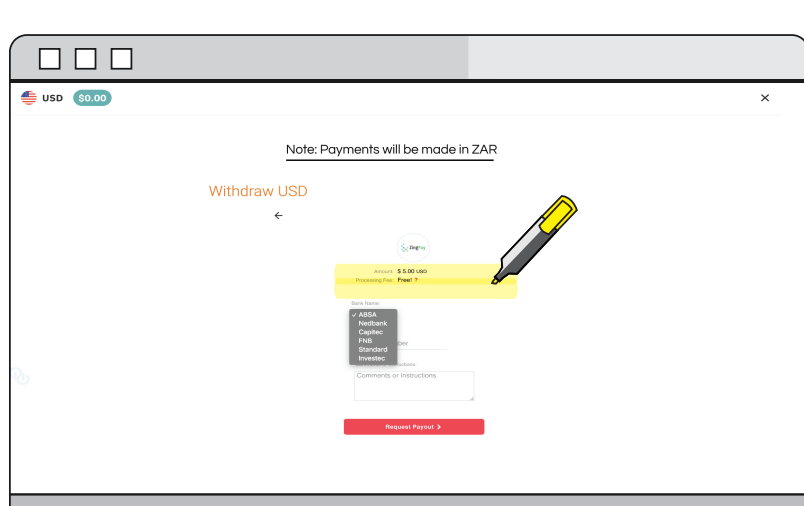 USD $0.00
Note: Payments will be made in ZAR
Withdraw USD
ZingPay
Amount: $ 5.00 USD
Processing Fee: Free! ?
Bank Name:
✓ ABSA
Nedbank
Capitec
FNB
Standard
Investec
Comments or Instructions
Request Payout